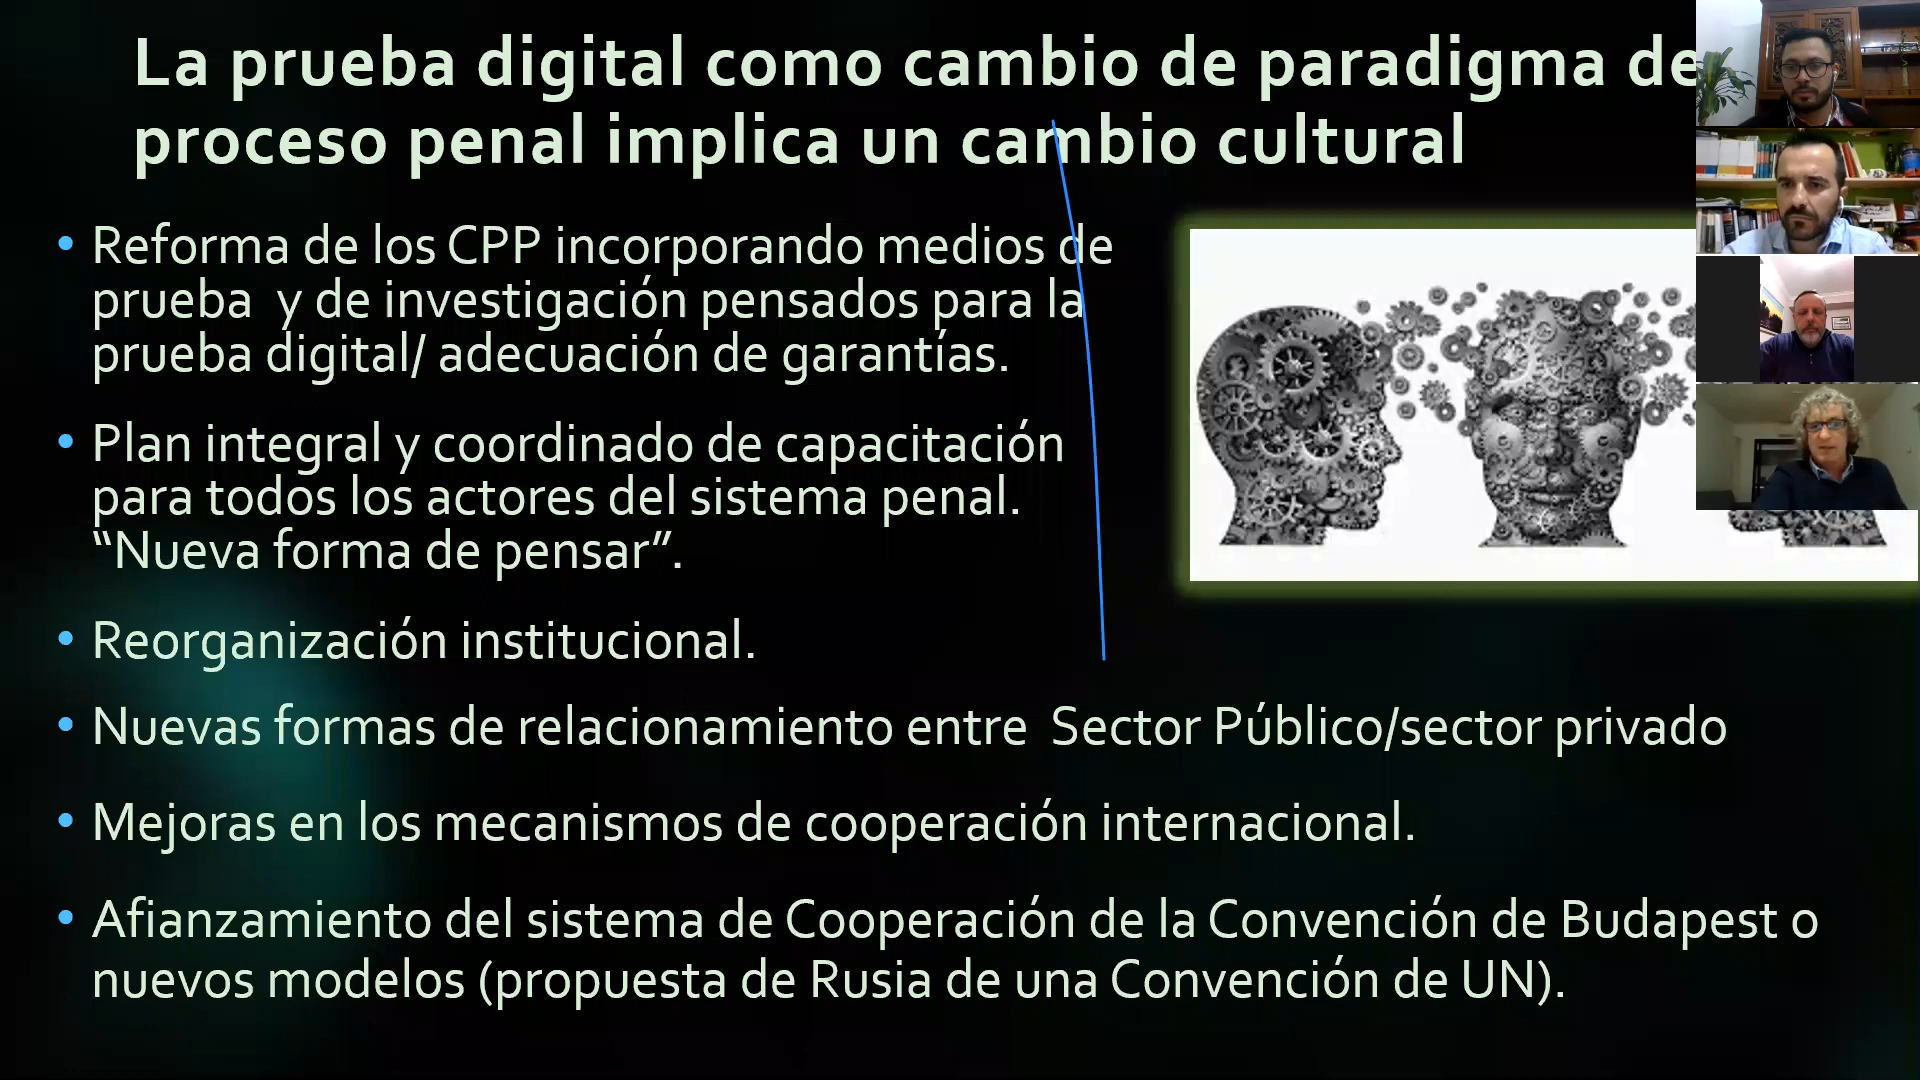 La prueba digital como cambio de paradigma de
proceso penal implica un cambio cultural
• Reforma de los CPP incorporando medios de
prueba y de investigación pensados para la
prueba digital/ adecuación de garantías.
• Plan integral y coordinado de capacitación
para todos los actores del sistema penal.
“Nueva forma de pensar”.
• Reorganización institucional.
• Nuevas formas de relacionamiento entre Sector Público/sector privado
• Mejoras en los mecanismos de cooperación internacional.
• Afianzamiento del sistema de Cooperación de la Convención de Budapest o
nuevos modelos (propuesta de Rusia de una Convención de UN).